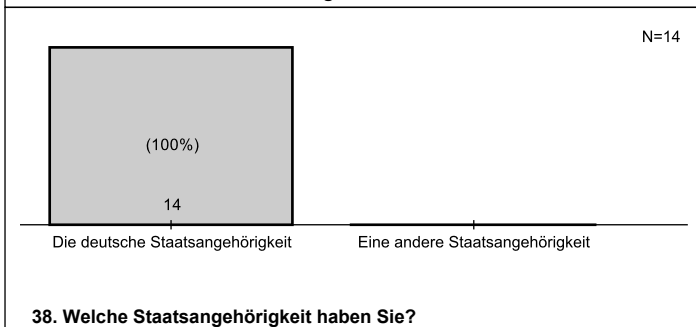 N=14
(100%)
14
Die deutsche Staatsangehörigkeit
Eine andere Staatsangehörigkeit
38. Welche Staatsangehörigkeit haben Sie?